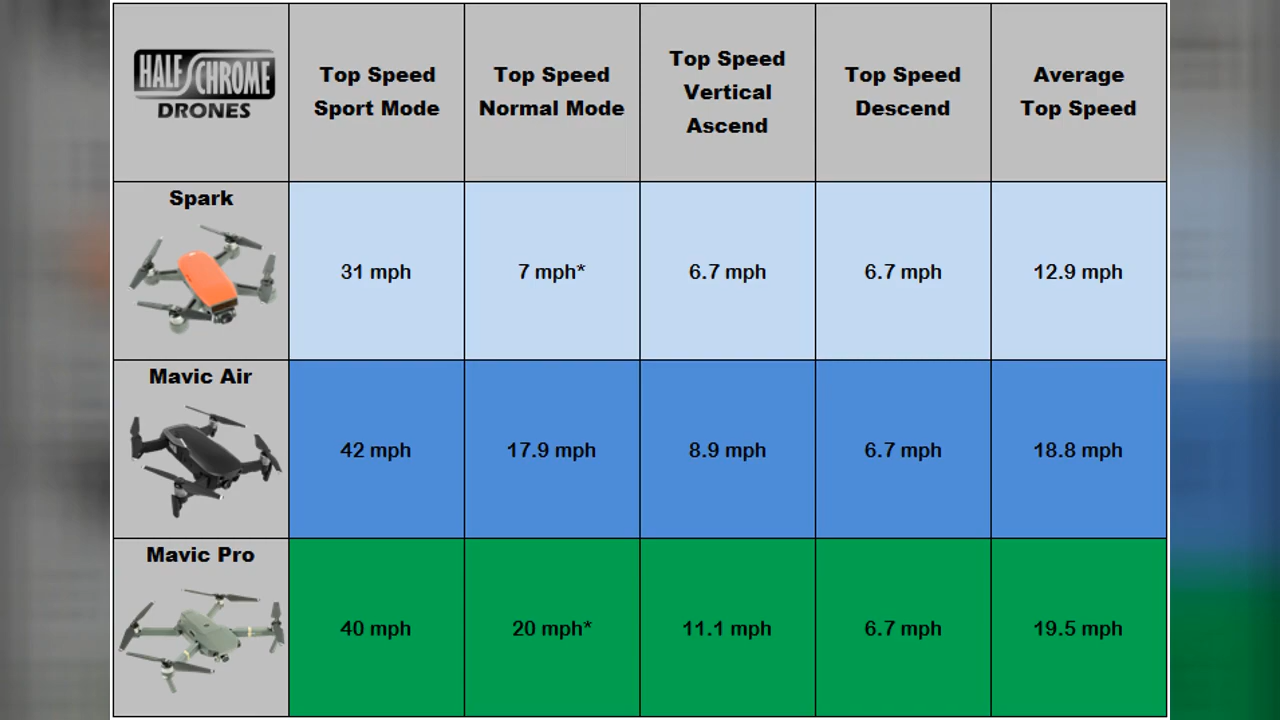 HALF CHROME
DRONES
Top Speed
Sport Mode
Top Speed
Normal Mode
Top Speed
Vertical
Ascend
Top Speed
Descend
Average
Top Speed
Spark
31 mph
7 mph*
6.7 mph
6.7 mph
12.9 mph
Mavic Air
42 mph
17.9 mph
8.9 mph
6.7 mph
18.8 mph
Mavic Pro
40 mph
20 mph*
11.1 mph
6.7 mph
19.5 mph